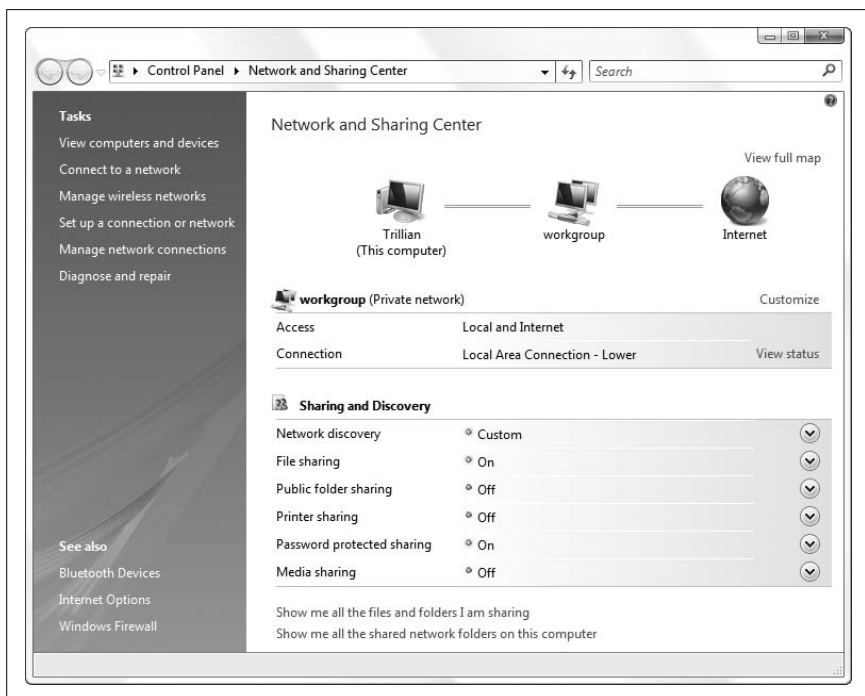 Control Panel
Network and Sharing Center
Search
Tasks
View computers and devices
Connect to a network
Manage wireless networks
Set up a connection or network
Manage network connections
Diagnose and repair
See also
Bluetooth Devices
Internet Options
Windows Firewall
Network and Sharing Center
View full map
Trillian
(This computer)
workgroup
Internet
workgroup (Private network)
Customize
Access Local and Internet
Connection Local Area Connection - Lower View status
Sharing and Discovery
Network discovery Custom
File sharing On
Public folder sharing Off
Printer sharing Off
Password protected sharing On
Media sharing Off
Show me all the files and folders I am sharing
Show me all the shared network folders on this computer